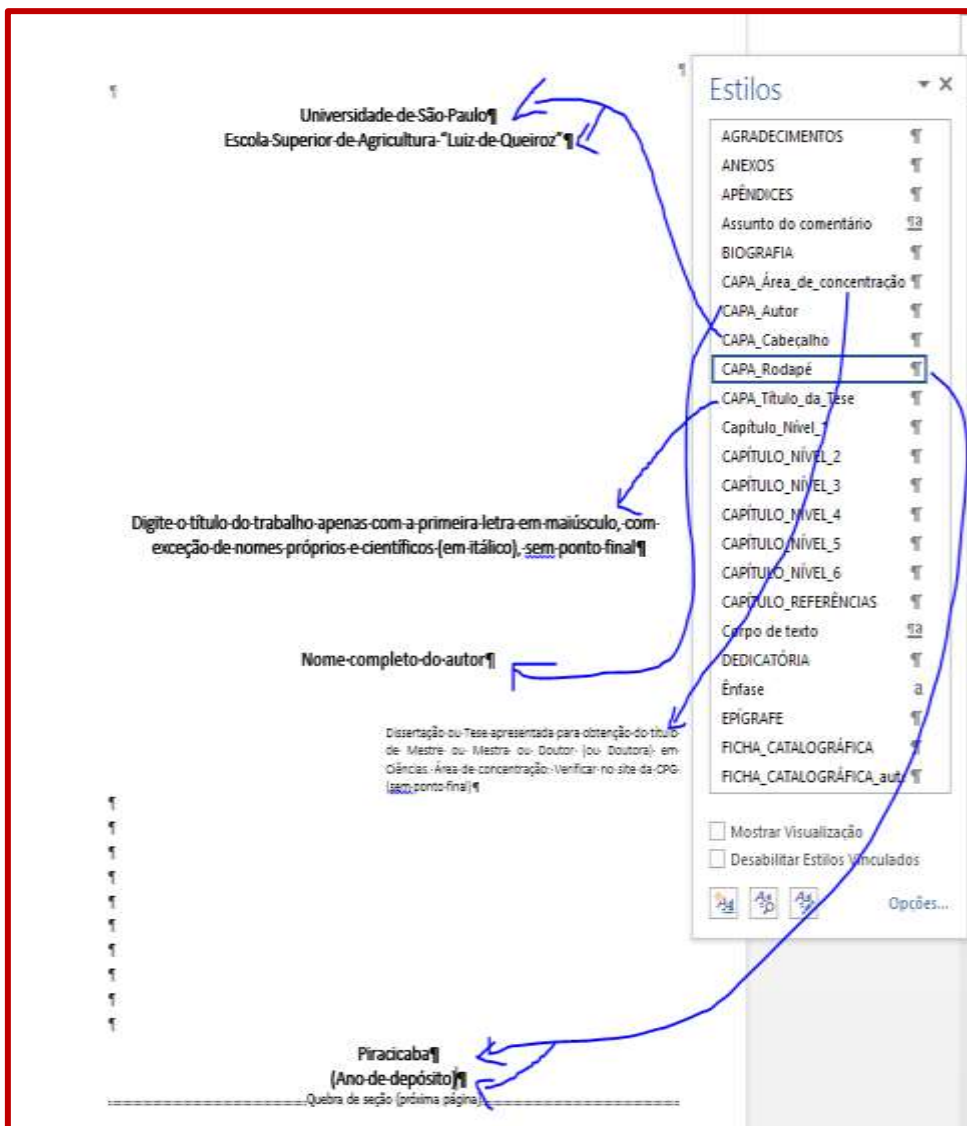 ¶
¶
Universidade·de·São·Paulo¶
Escola·Superior·de·Agricultura·"Luiz·de·Queiroz"¶
Digite·o·título·do·trabalho·apenas·com·a·primeira·letra·em·maiúsculo,·com·
exceção·de·nomes·próprios·e·científicos·(em·itálico),·sem·ponto·final¶
Nome·completo·do·autor¶
Dissertação·ou·Tese·apresentada·para·obtenção·do·título·
de·Mestre·ou·Mestra·ou·Doutor·(ou·Doutora)·em·
Ciências.·Área·de·concentração:·Verificar·no·site·da·CPG·
(sem·ponto·final)¶
¶
¶
¶
¶
¶
¶
¶
¶
¶
¶
Piracicaba¶
(Ano·de·depósito)¶
Quebra de seção (próxima página)
Estilos
AGRADECIMENTOS ¶
ANEXOS ¶
APÊNDICES ¶
Assunto do comentário ¶a
BIOGRAFIA ¶
CAPA_Área_de_concentração ¶
CAPA_Autor ¶
CAPA_Cabeçalho ¶
CAPA_Rodapé ¶
CAPA_Título_da_Tese ¶
Capítulo_Nível_1 ¶
CAPÍTULO_NÍVEL_2 ¶
CAPÍTULO_NÍVEL_3 ¶
CAPÍTULO_NÍVEL_4 ¶
CAPÍTULO_NÍVEL_5 ¶
CAPÍTULO_NÍVEL_6 ¶
CAPÍTULO_REFERÊNCIAS ¶
Corpo de texto ¶a
DEDICATÓRIA ¶
Ênfase a
EPÍGRAFE ¶
FICHA_CATALOGRÁFICA ¶
FICHA_CATALOGRÁFICA_aut ¶
Mostrar Visualização
Desabilitar Estilos Vinculados
Opções...